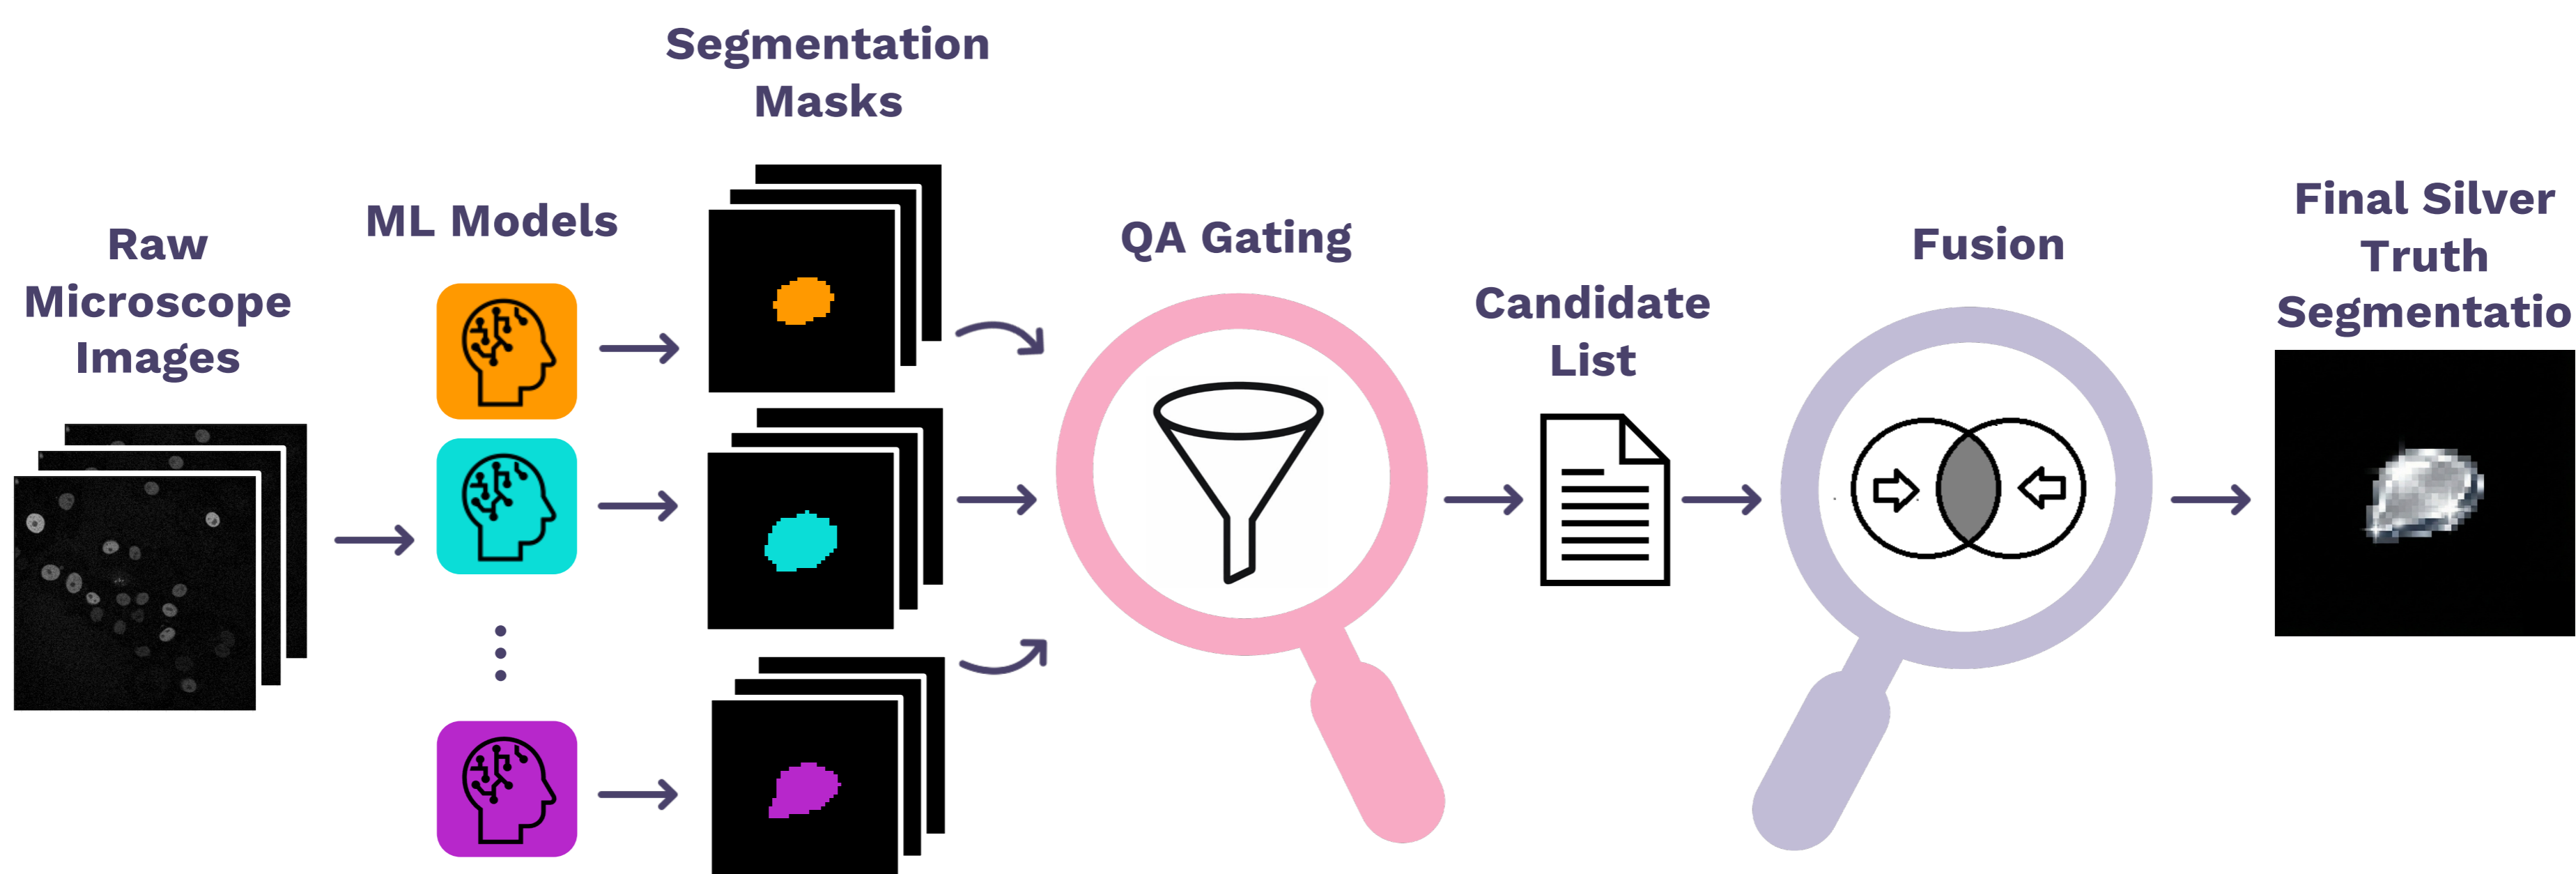 Raw
Microscope
Images
ML Models
Segmentation
Masks
QA Gating
Candidate
List
Fusion
Final Silver
Truth
Segmentatio